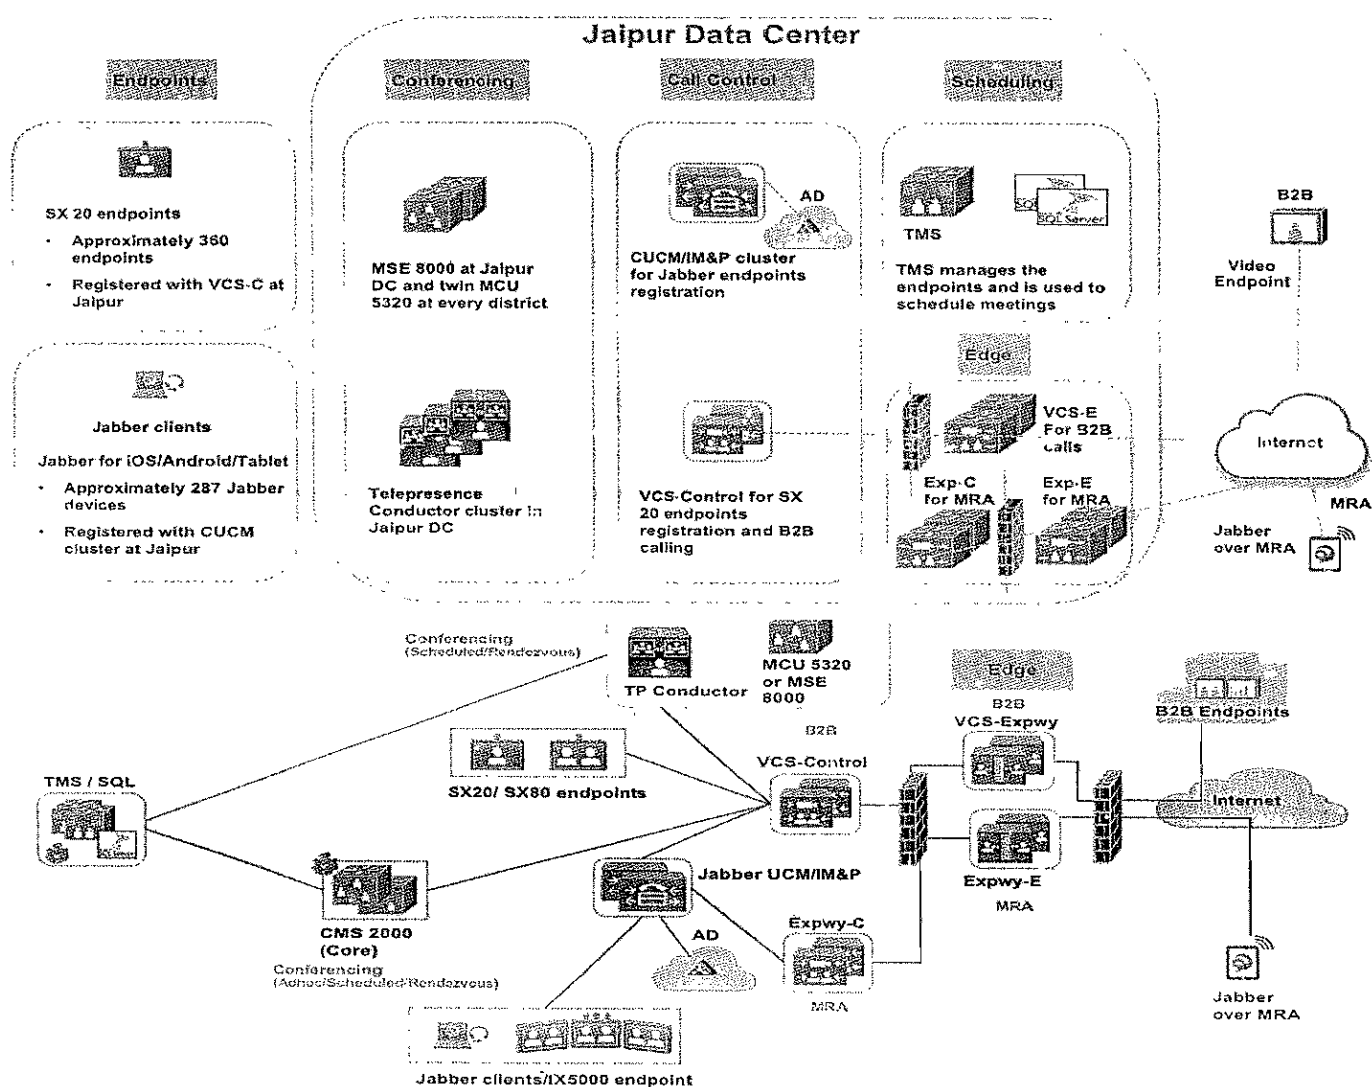 Jaipur Data Center
Endpoints
Conferencing
Call Control
Scheduling
SX 20 endpoints
• Approximately 360
endpoints
• Registered with VCS-C at
Jaipur
MSE 8000 at Jaipur
DC and twin MCU
5320 at every district
AD
CUCM/IM&P cluster
for Jabber endpoints
registration
TMS
SQL Server
TMS manages the
endpoints and is used to
schedule meetings
B2B
Video
Endpoint
Jabber clients
Jabber for iOS/Android/Tablet
• Approximately 287 Jabber
devices
• Registered with CUCM
cluster at Jaipur
Telepresence
Conductor cluster in
Jaipur DC
VCS-Control for SX
20 endpoints
registration and B2B
calling
Edge
VCS-E
For B2B
calls
Exp-C
for MRA
Exp-E
for MRA
Internet
MRA
Jabber
over MRA
Conferencing
(Scheduled/Rendezvous)
TP Conductor
MCU 5320
or MSE
8000
Edge
B2B
VCS-Expwy
B2B Endpoints
B2B
VCS-Control
SX20/ SX80 endpoints
TMS / SQL
Internet
Jabber UCM/IM&P
Expwy-E
MRA
CMS 2000
(Core)
Conferencing
(Adhoc/Scheduled/Rendezvous)
AD
Expwy-C
MRA
Jabber
over MRA
Jabber clients/IX5000 endpoint